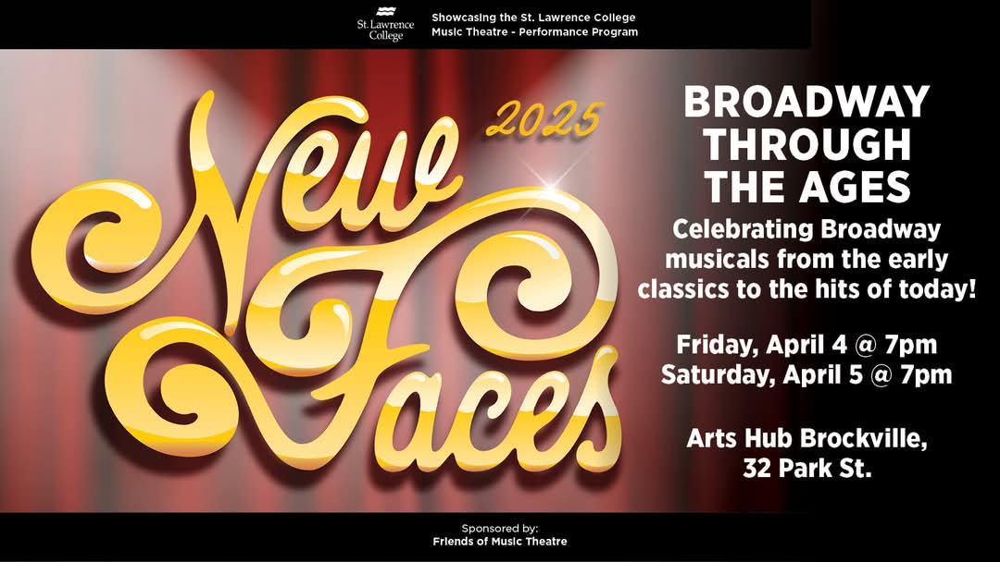 St. Lawrence
College
Showcasing the St. Lawrence College
Music Theatre - Performance Program
New
Faces
2025
BROADWAY
THROUGH
THE AGES
Celebrating Broadway
musicals from the early
classics to the hits of today!
Friday, April 4 @ 7pm
Saturday, April 5 @ 7pm
Arts Hub Brockville,
32 Park St.
Sponsored by:
Friends of Music Theatre